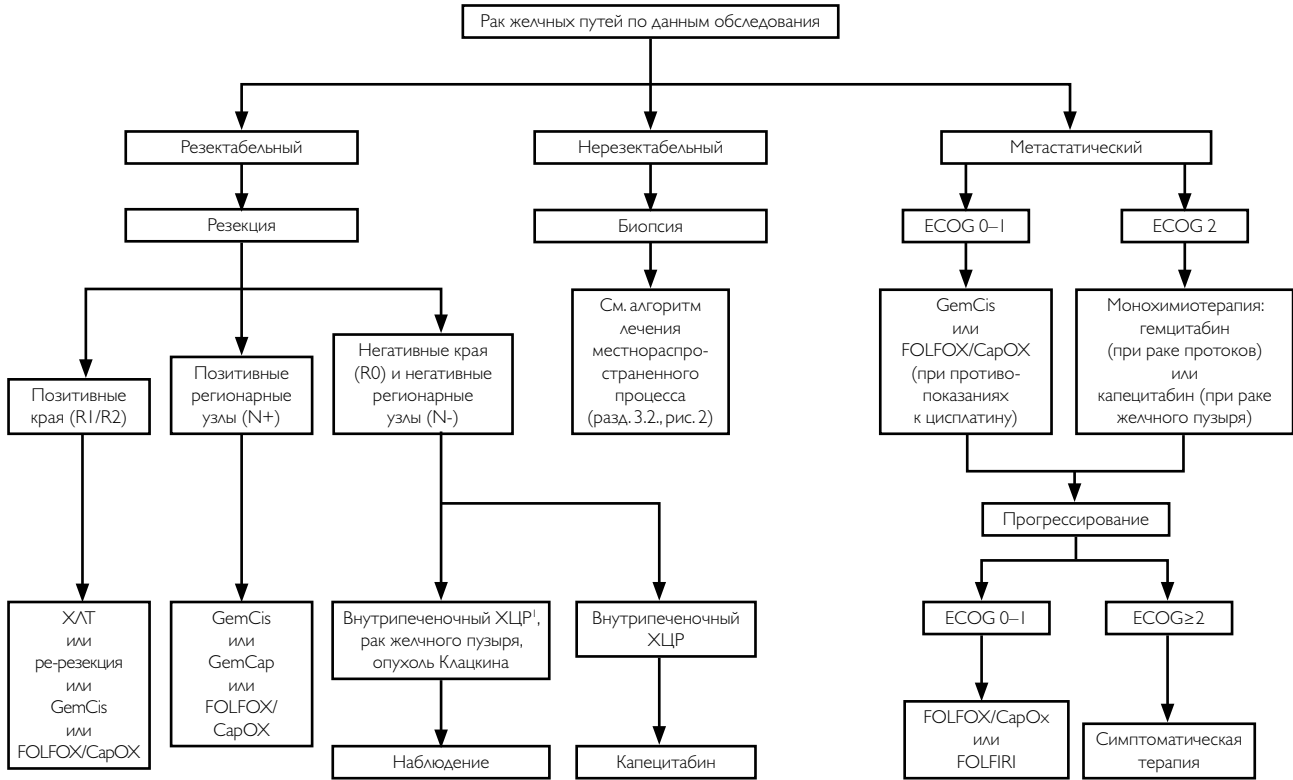 Рак желчных путей по данным обследования
Резектабельный
Нерезектабельный
Метастатический
Резекция
Биопсия
ECOG 0–1
ECOG 2
Позитивные
края (R1/R2)
Позитивные
регионарные
узлы (N+)
Негативные края
(R0) и негативные
регионарные
узлы (N-)
См. алгоритм
лечения
местнораспро-
страненного
процесса
(разд. 3.2., рис. 2)
GemCis
или
FOLFOX/CapOX
(при противо-
показаниях
к цисплатину)
Монохимиотерапия:
гемцитабин
(при раке протоков)
или
капецитабин (при раке
желчного пузыря)
Прогрессирование
ХЛТ
или
ре-резекция
или
GemCis
или
FOLFOX/CapOX
GemCis
или
GemCap
или
FOLFOX/
CapOX
Внутрипеченочный ХЦР¹,
рак желчного пузыря,
опухоль Клацкина
Внутрипеченочный
ХЦР
ECOG 0–1
ECOG≥2
Наблюдение
Капецитабин
FOLFOX/CapOx
или
FOLFIRI
Симптоматическая
терапия